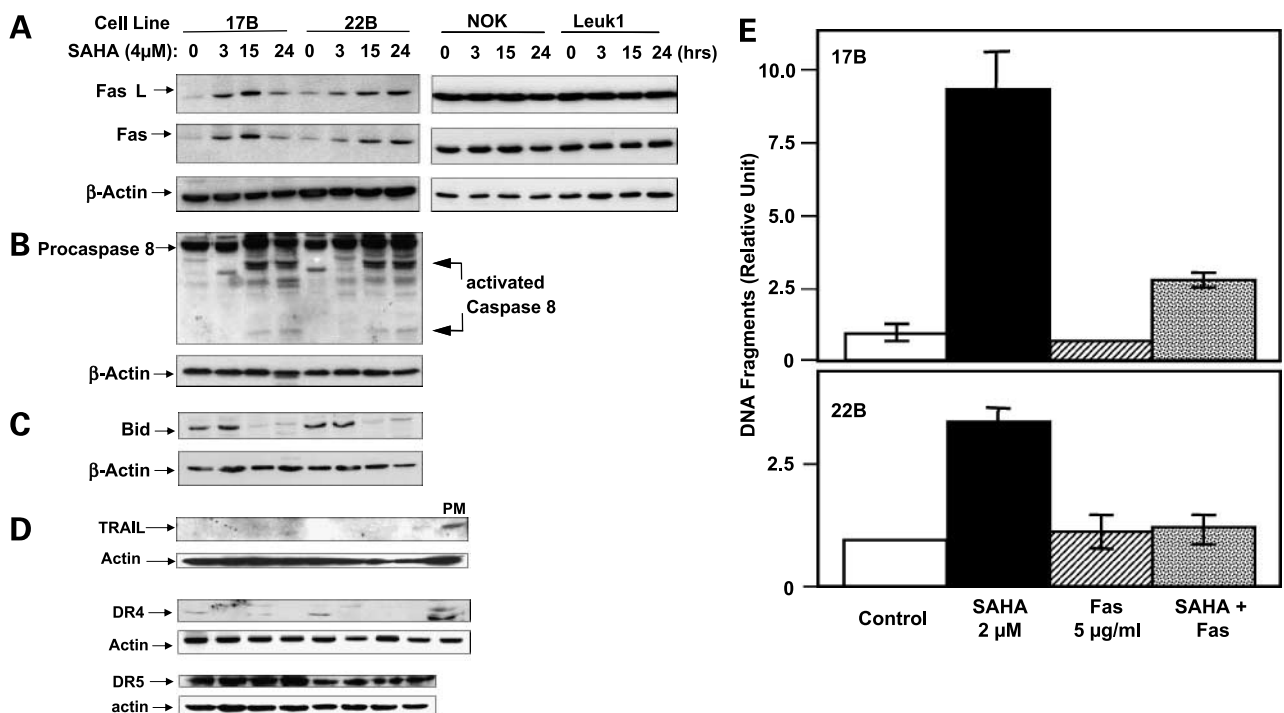 A
Cell Line 17B 22B NOK Leuk1
SAHA (4μM): 0 3 15 24 0 3 15 24 0 3 15 24 0 3 15 24 (hrs)
Fas L
Fas
β-Actin
B
Procaspase 8
activated
Caspase 8
β-Actin
C
Bid
β-Actin
D
PM
TRAIL
Actin
DR4
Actin
DR5
actin
E
17B
10.0
7.5
5.0
2.5
0
22B
2.5
0
DNA Fragments (Relative Unit)
Control
SAHA
2 μM
Fas
5 μg/ml
SAHA +
Fas